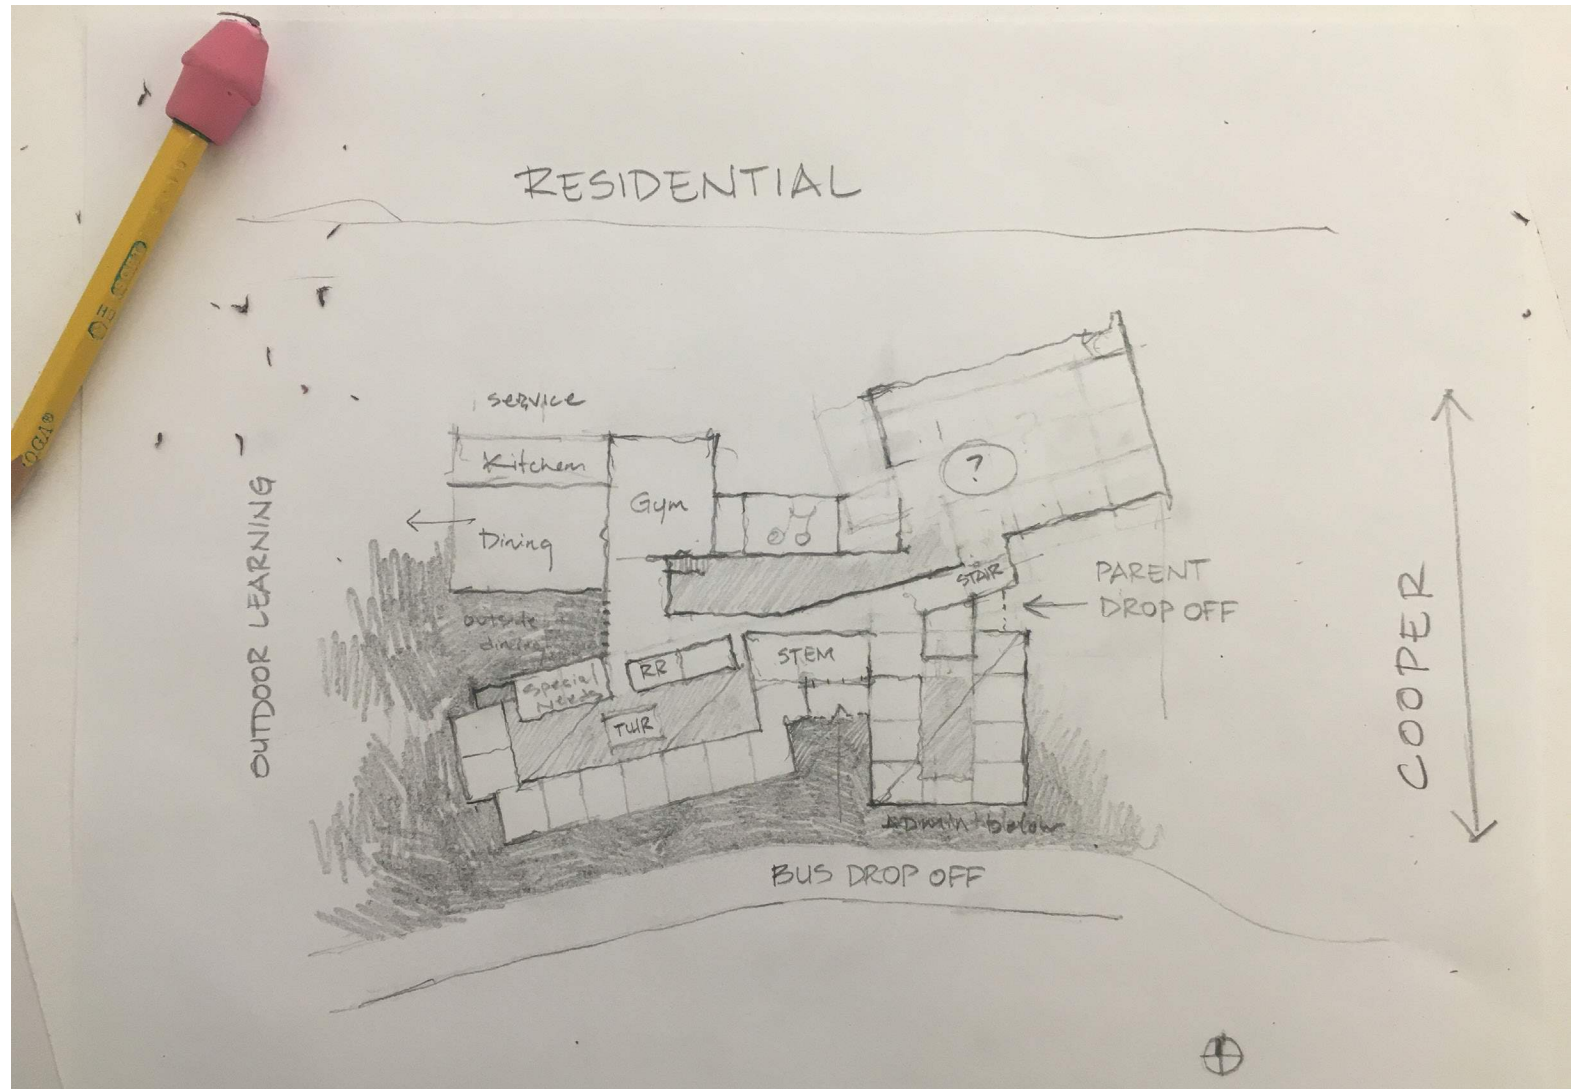 RESIDENTIAL
SERVICE
Kitchen
Gym
Dining
?
STAIR
PARENT
DROP OFF
OUTDOOR LEARNING
outside
dining
RR
STEM
Special
Needs
COOPER
Admin below
BUS DROP OFF